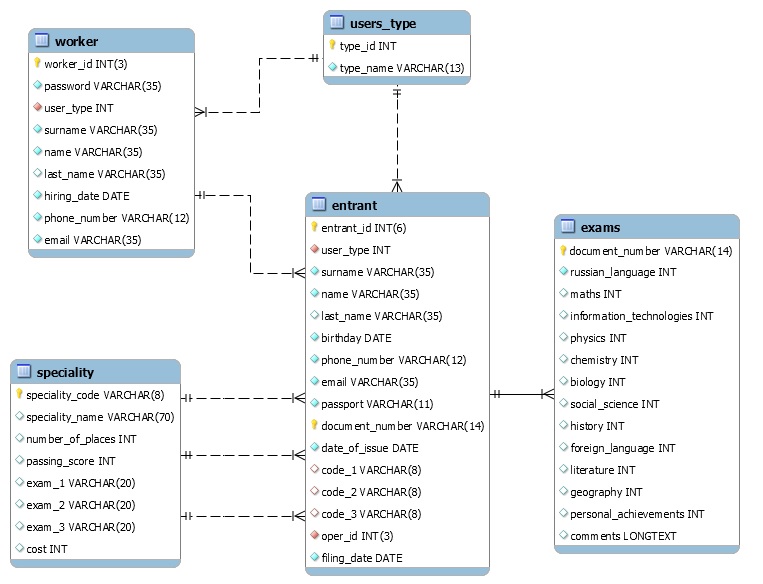 users_type
type_id INT
type_name VARCHAR(13)
worker
worker_id INT(3)
password VARCHAR(35)
user_type INT
surname VARCHAR(35)
name VARCHAR(35)
last_name VARCHAR(35)
hiring_date DATE
phone_number VARCHAR(12)
email VARCHAR(35)
entrant
entrant_id INT(6)
user_type INT
surname VARCHAR(35)
name VARCHAR(35)
last_name VARCHAR(35)
birthday DATE
phone_number VARCHAR(12)
email VARCHAR(35)
passport VARCHAR(11)
document_number VARCHAR(14)
date_of_issue DATE
code_1 VARCHAR(8)
code_2 VARCHAR(8)
code_3 VARCHAR(8)
oper_id INT(3)
filing_date DATE
exams
document_number VARCHAR(14)
russian_language INT
maths INT
information_technologies INT
physics INT
chemistry INT
biology INT
social_science INT
history INT
foreign_language INT
literature INT
geography INT
personal_achievements INT
comments LONGTEXT
speciality
speciality_code VARCHAR(8)
speciality_name VARCHAR(70)
number_of_places INT
passing_score INT
exam_1 VARCHAR(20)
exam_2 VARCHAR(20)
exam_3 VARCHAR(20)
cost INT